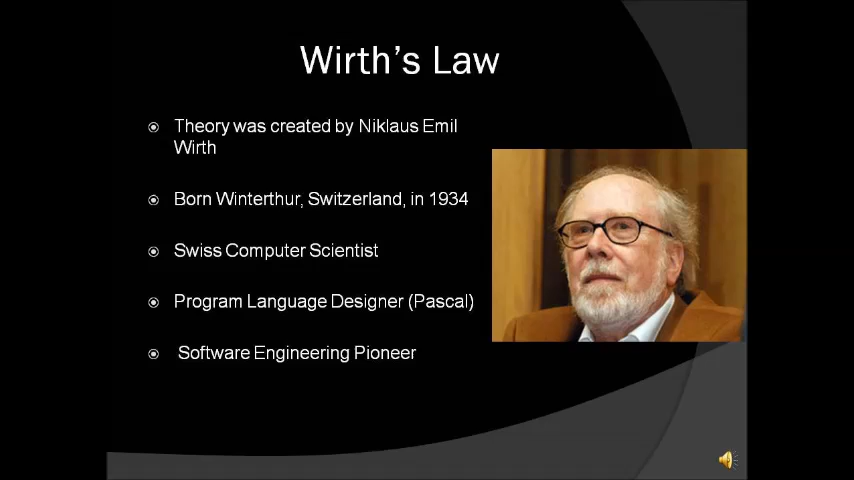 Wirth's Law
Theory was created by Niklaus Emil
Wirth
Born Winterthur, Switzerland, in 1934
Swiss Computer Scientist
Program Language Designer (Pascal)
Software Engineering Pioneer